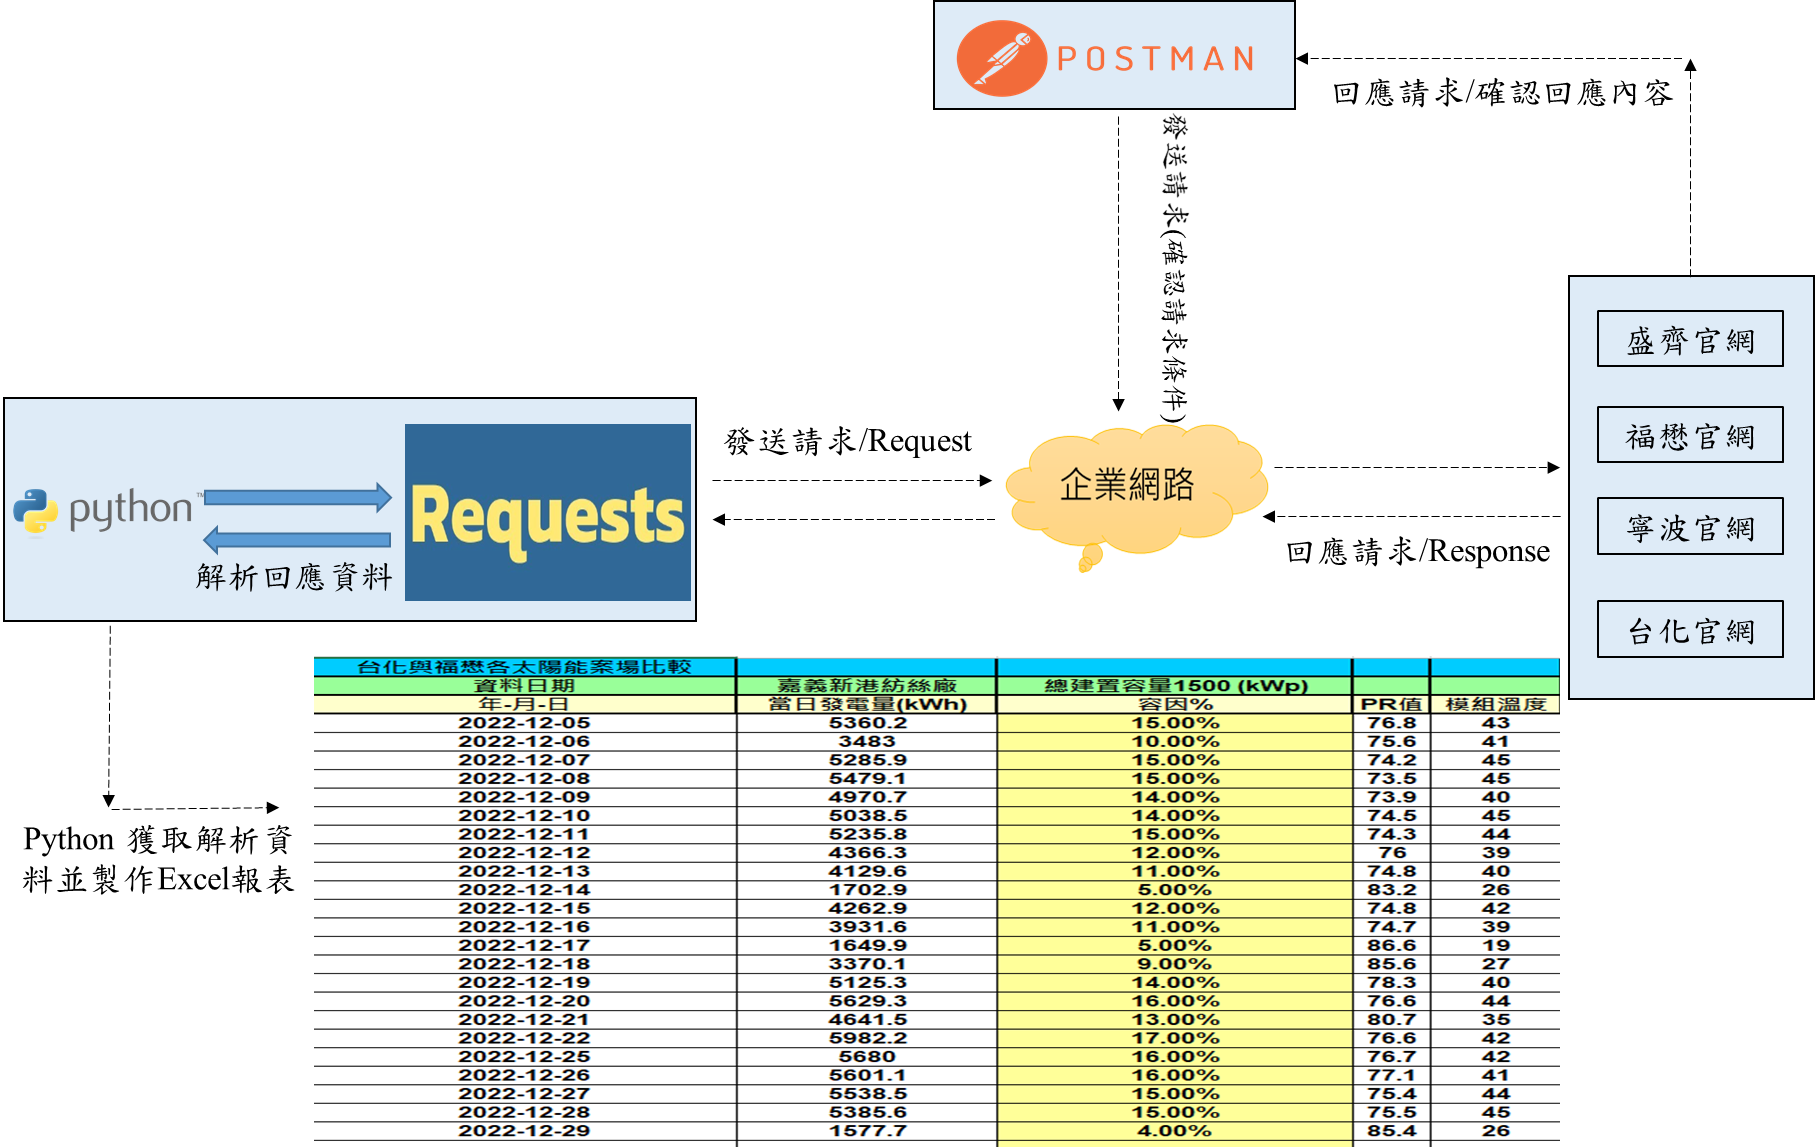 POSTMAN
回應請求/確認回應內容
發送請求(確認請求條件)
盛齊官網
福懋官網
寧波官網
台化官網
python™
Requests
解析回應資料
發送請求/Request
企業網路
回應請求/Response
Python 獲取解析資
料並製作Excel報表
台化與福懋各太陽能案場比較
資料日期 嘉義新港紡絲廠 總建置容量1500 (kWp)
年-月-日 當日發電量(kWh) 容因% PR值 模組溫度
2022-12-05 5360.2 15.00% 76.8 43
2022-12-06 3483 10.00% 75.6 41
2022-12-07 5285.9 15.00% 74.2 45
2022-12-08 5479.1 15.00% 73.5 45
2022-12-09 4970.7 14.00% 73.9 40
2022-12-10 5038.5 14.00% 74.5 45
2022-12-11 5235.8 15.00% 74.3 44
2022-12-12 4366.3 12.00% 76 39
2022-12-13 4129.6 11.00% 74.8 40
2022-12-14 1702.9 5.00% 83.2 26
2022-12-15 4262.9 12.00% 74.8 42
2022-12-16 3931.6 11.00% 74.7 39
2022-12-17 1649.9 5.00% 86.6 19
2022-12-18 3370.1 9.00% 85.6 27
2022-12-19 5125.3 14.00% 78.3 40
2022-12-20 5629.3 16.00% 76.6 44
2022-12-21 4641.5 13.00% 80.7 35
2022-12-22 5982.2 17.00% 76.6 42
2022-12-25 5680 16.00% 76.7 42
2022-12-26 5601.1 16.00% 77.1 41
2022-12-27 5538.5 15.00% 75.4 44
2022-12-28 5385.6 15.00% 75.5 45
2022-12-29 1577.7 4.00% 85.4 26